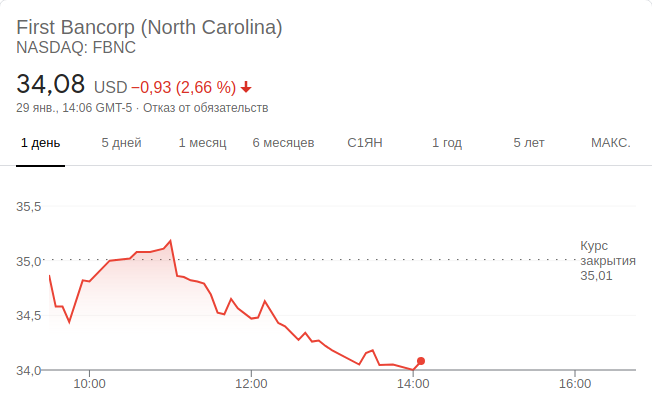 First Bancorp (North Carolina)
NASDAQ: FBNC
34,08 USD −0,93 (2,66 %)
29 янв., 14:06 GMT-5 · Отказ от обязательств
1 день 5 дней 1 месяц 6 месяцев С1ЯН 1 год 5 лет МАКС.
35,5
Курс
35,0 закрытия
35,01
34,5
34,0
10:00 12:00 14:00 16:00